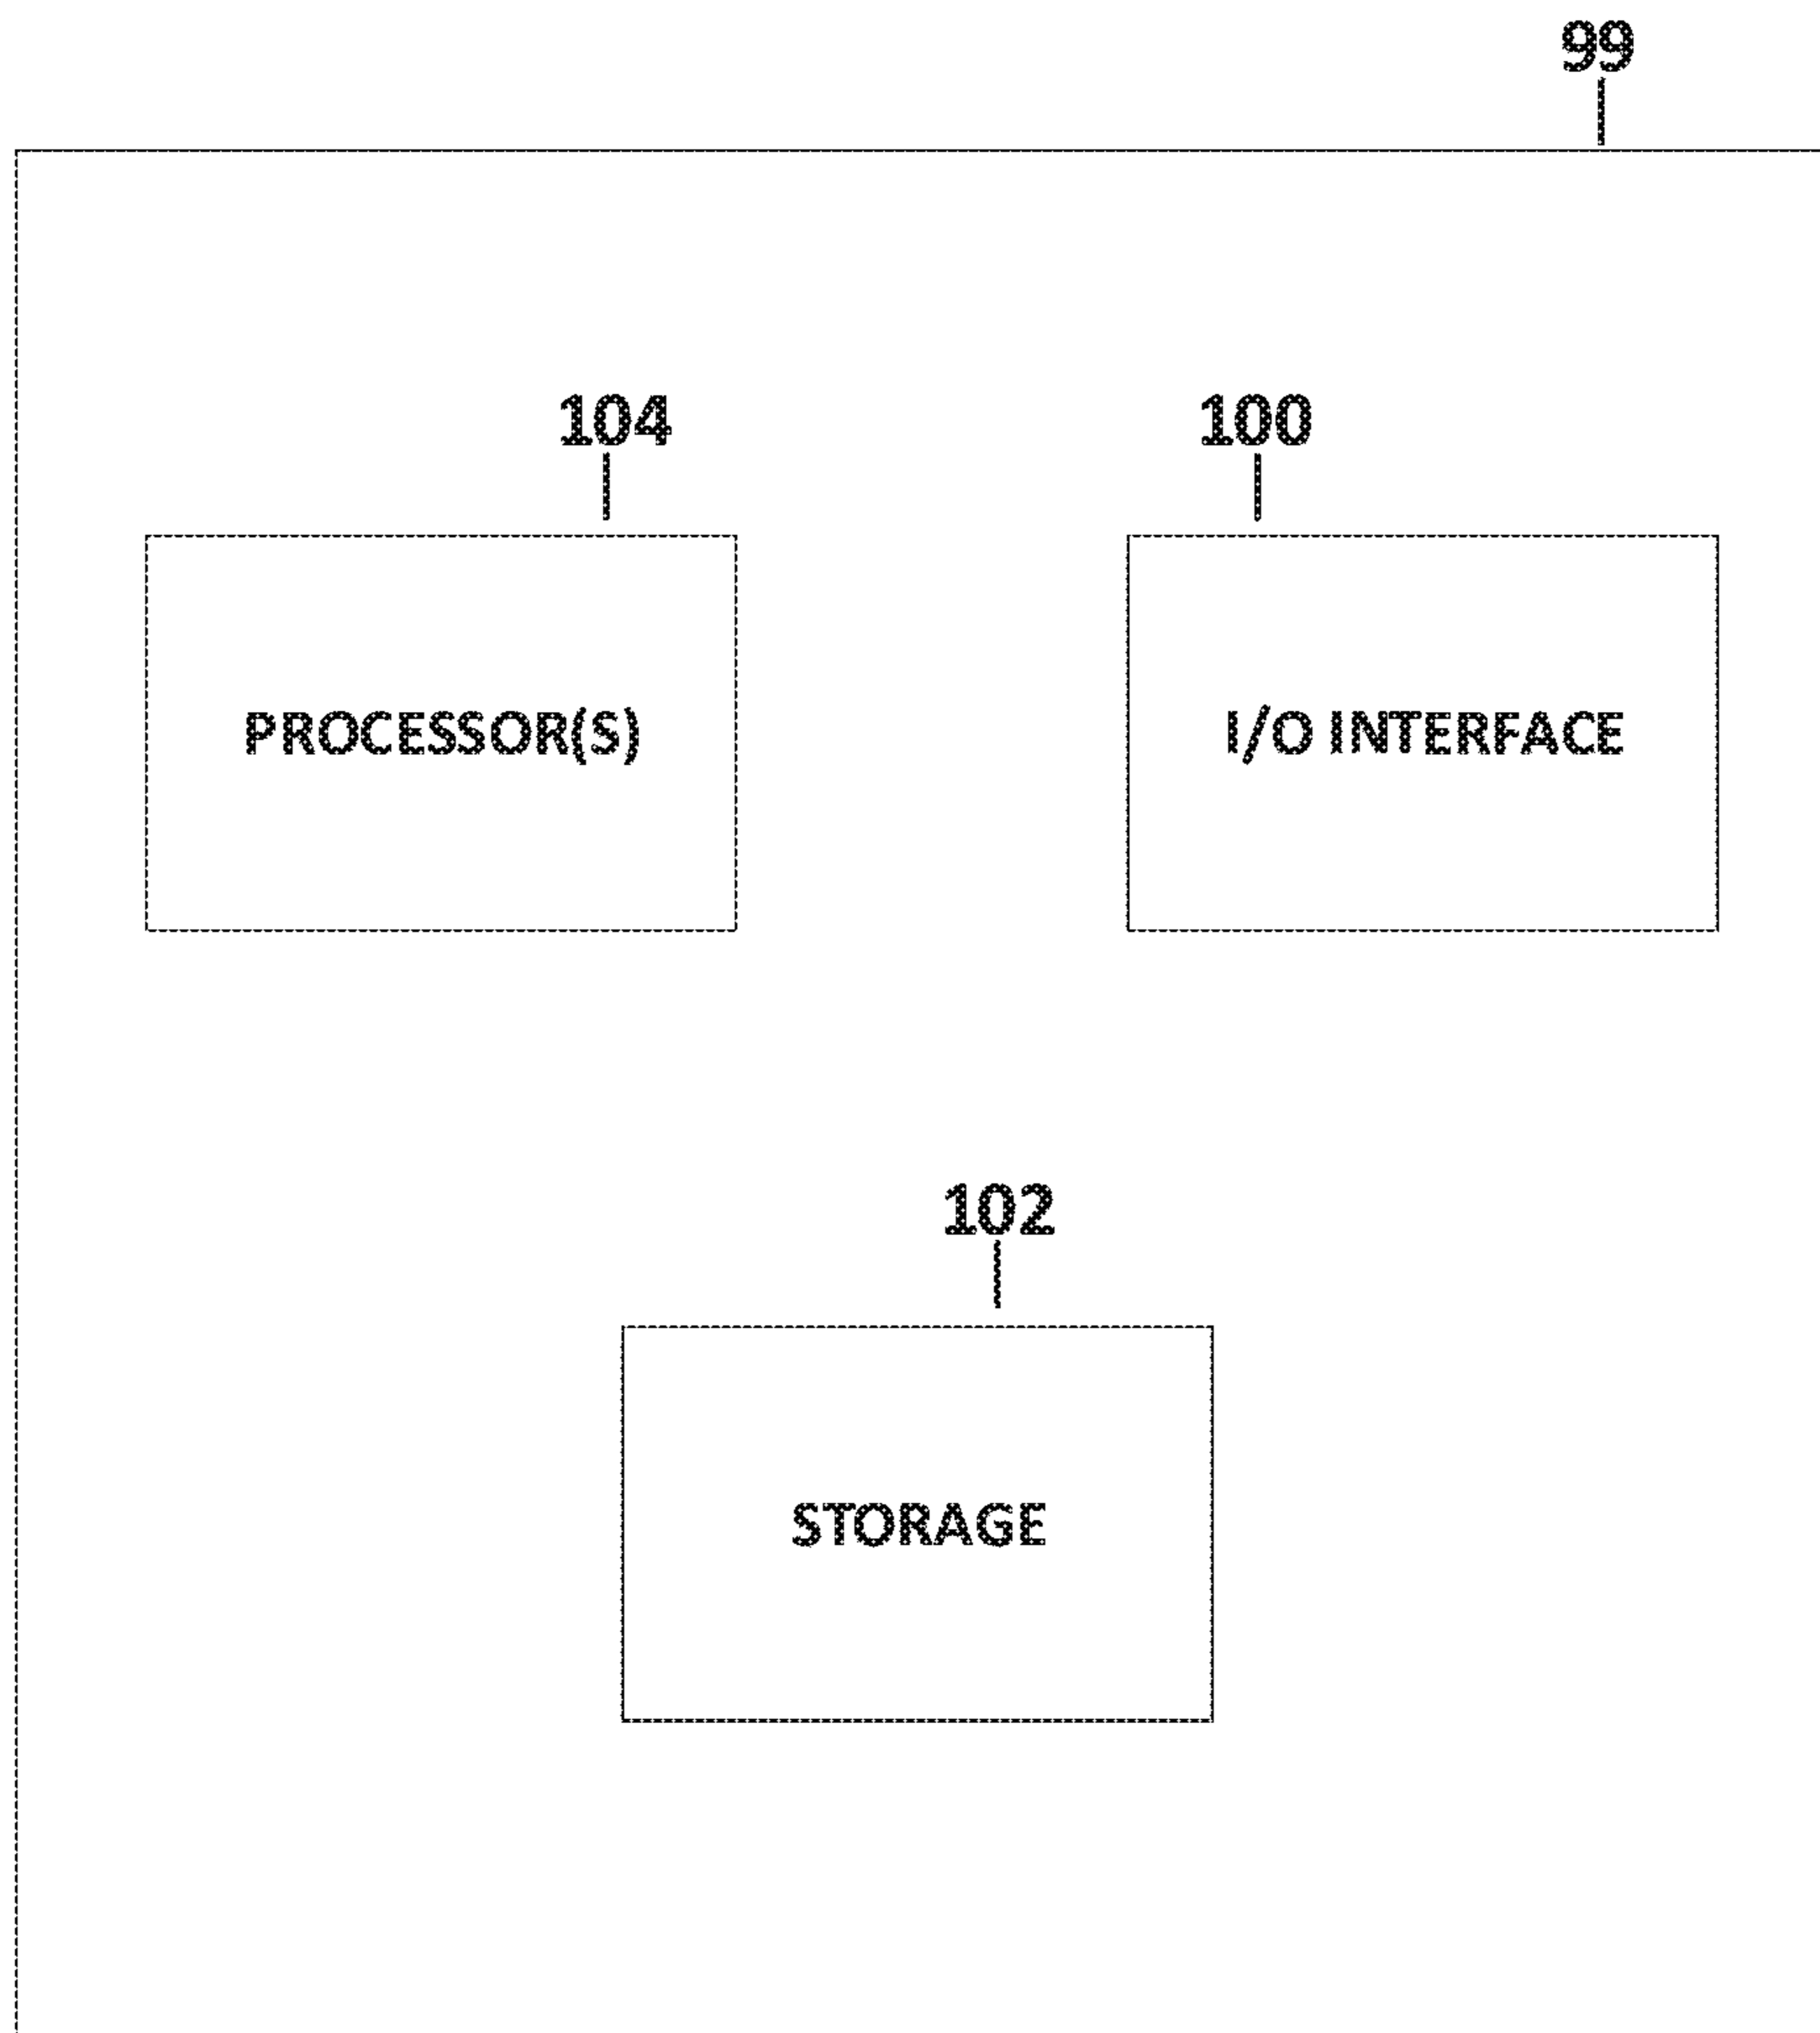 99
104
100
PROCESSOR(S)
I/O INTERFACE
102
STORAGE